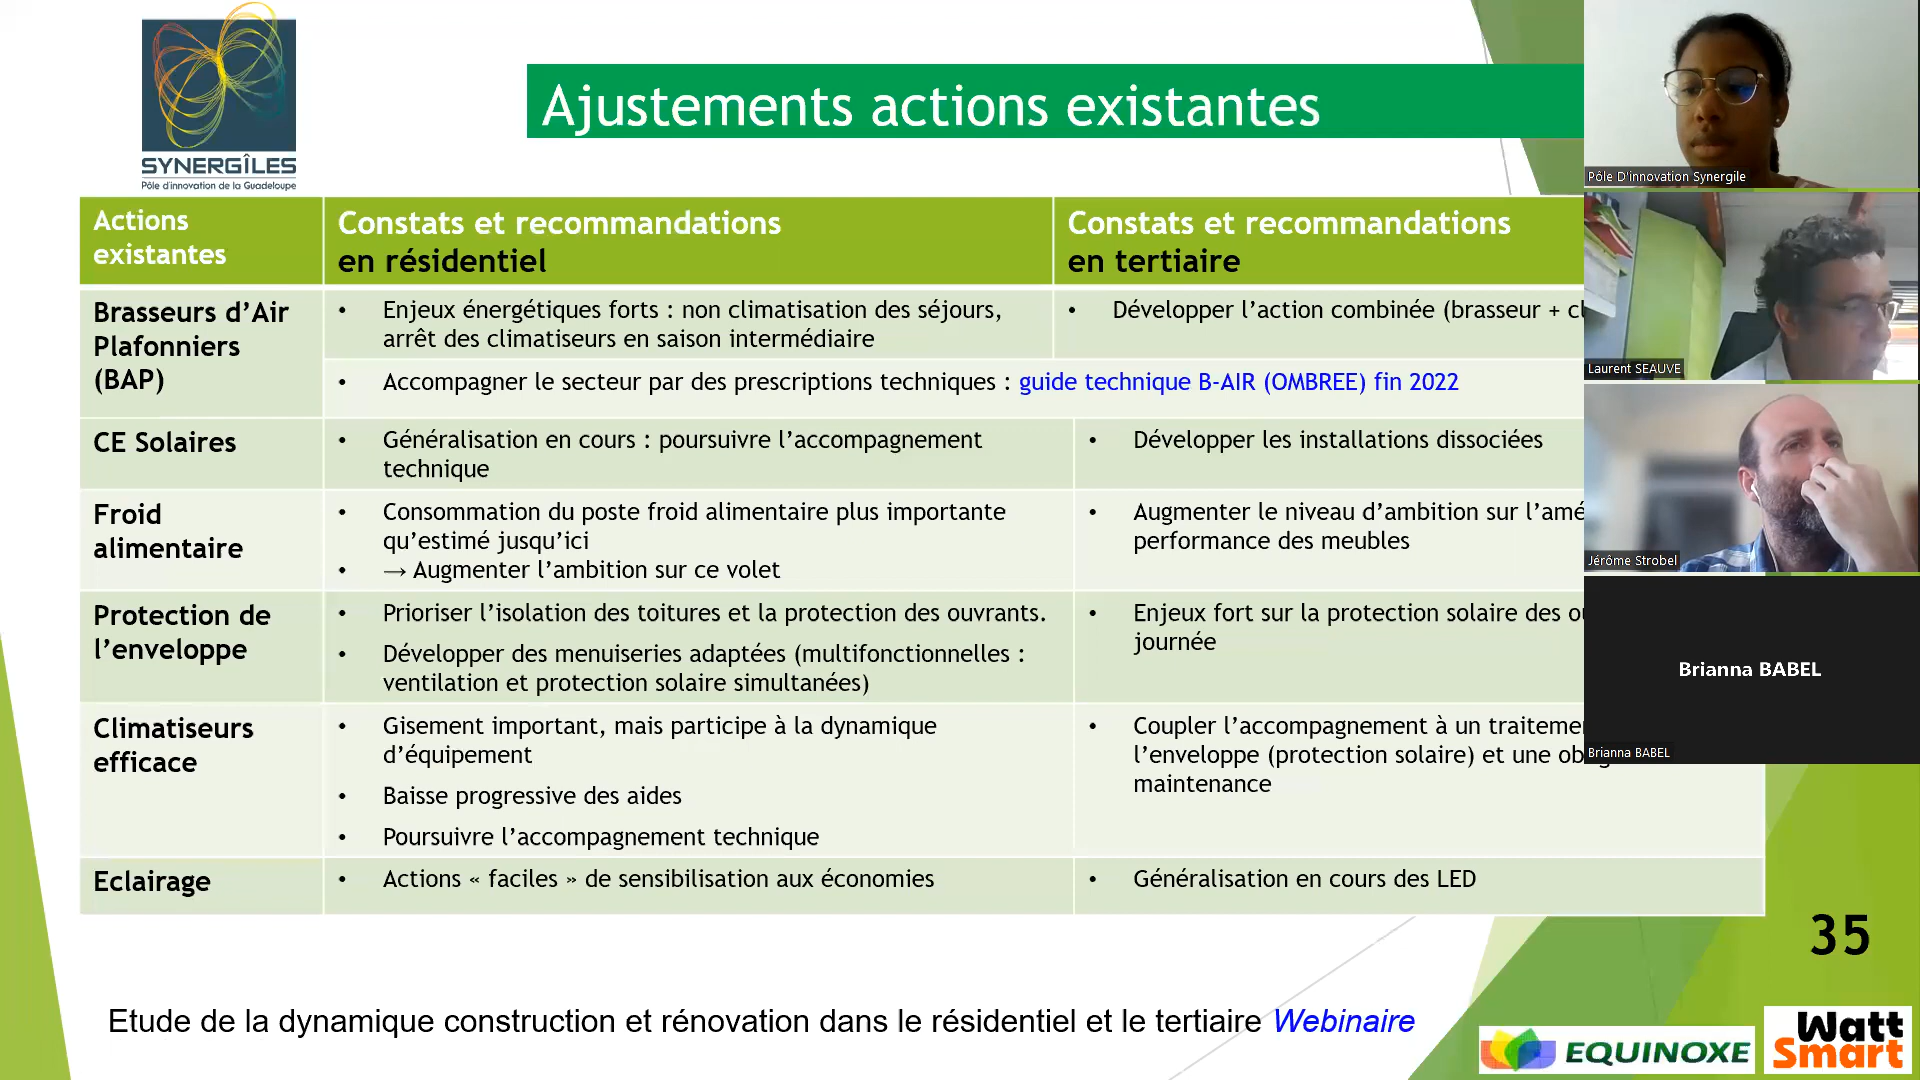 SYNERGÎLES
Pôle d'innovation de la Guadeloupe
Ajustements actions existantes
Actions
existantes
Constats et recommandations
en résidentiel
Constats et recommandations
en tertiaire
Brasseurs d’Air
Plafonniers
(BAP)
• Enjeux énergétiques forts : non climatisation des séjours,
arrêt des climatiseurs en saison intermédiaire
• Développer l’action combinée (brasseur +
• Accompagner le secteur par des prescriptions techniques : guide technique B-AIR (OMBREE) fin 2022
CE Solaires
• Généralisation en cours : poursuivre l’accompagnement
technique
• Développer les installations dissociées
Froid
alimentaire
• Consommation du poste froid alimentaire plus importante
qu’estimé jusqu’ici
• → Augmenter l’ambition sur ce volet
• Augmenter le niveau d’ambition sur
performance des meubles
Protection de
l’enveloppe
• Prioriser l’isolation des toitures et la protection des ouvrants.
• Développer des menuiseries adaptées (multifonctionnelles :
ventilation et protection solaire simultanées)
• Enjeux fort sur la protection solaire des
journée
Climatiseurs
efficace
• Gisement important, mais participe à la dynamique
d’équipement
• Baisse progressive des aides
• Poursuivre l’accompagnement technique
• Coupler l’accompagnement à un
l’enveloppe (protection solaire) et une
maintenance
Eclairage
• Actions « faciles » de sensibilisation aux économies
• Généralisation en cours des LED
35
Etude de la dynamique construction et rénovation dans le résidentiel et le tertiaire Webinaire
EQUINOXE
Watt
Smart
Pôle D'innovation Synergile
Laurent SEAUVE
Jérôme Strobel
Brianna BABEL
Brianna BABEL